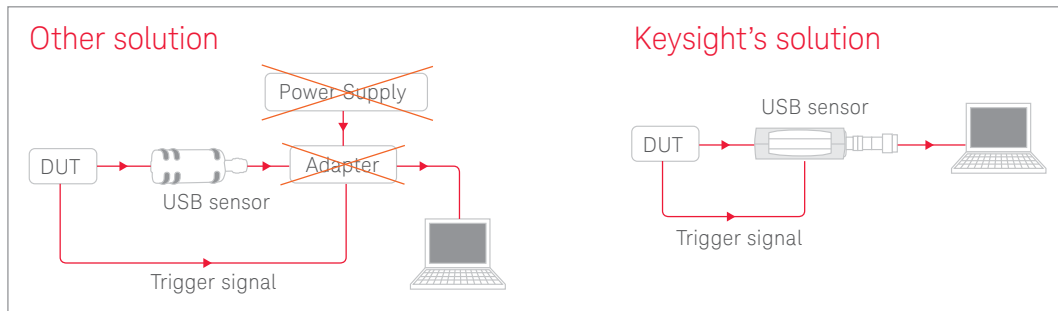 Other solution
Power Supply
DUT
Adapter
USB sensor
Trigger signal
Keysight's solution
USB sensor
DUT
Trigger signal